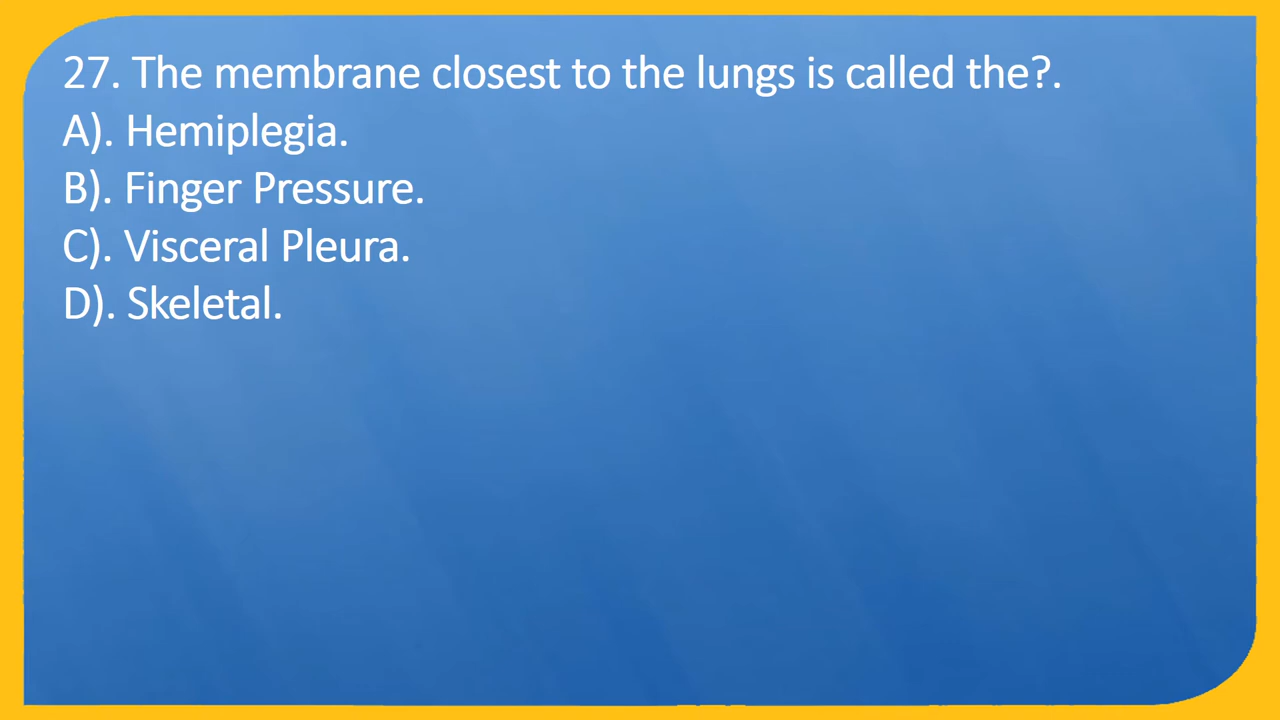 27. The membrane closest to the lungs is called the?.
A). Hemiplegia.
B). Finger Pressure.
C). Visceral Pleura.
D). Skeletal.